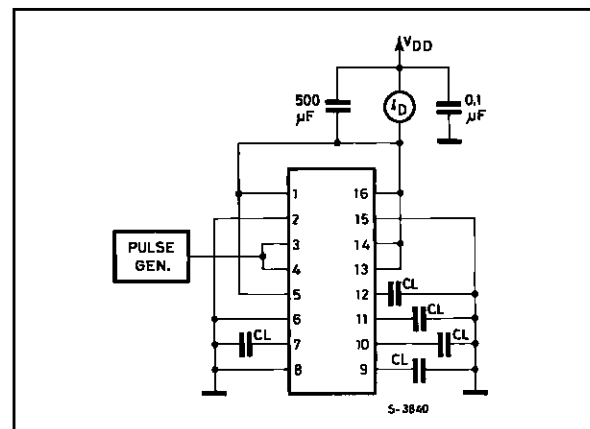 VDD
500
µF
ID
0.1
µF
1
16
2
15
PULSE
GEN.
3
14
4
13
5
12
CL
6
11
CL
CL
7
10
CL
8
CL
9
S-3840